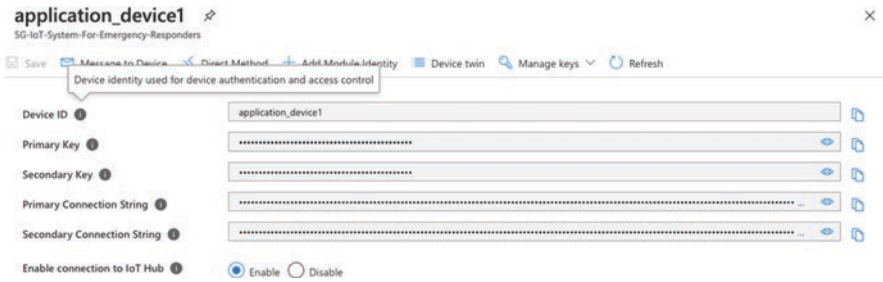 application_device1
5G-IoT-System-For-Emergency-Responders
Save Message to Device Direct Method Add Module Identity Device twin Manage keys Refresh
Device identity used for device authentication and access control
Device ID application_device1
Primary Key
Secondary Key
Primary Connection String ...
Secondary Connection String ...
Enable connection to IoT Hub Enable Disable